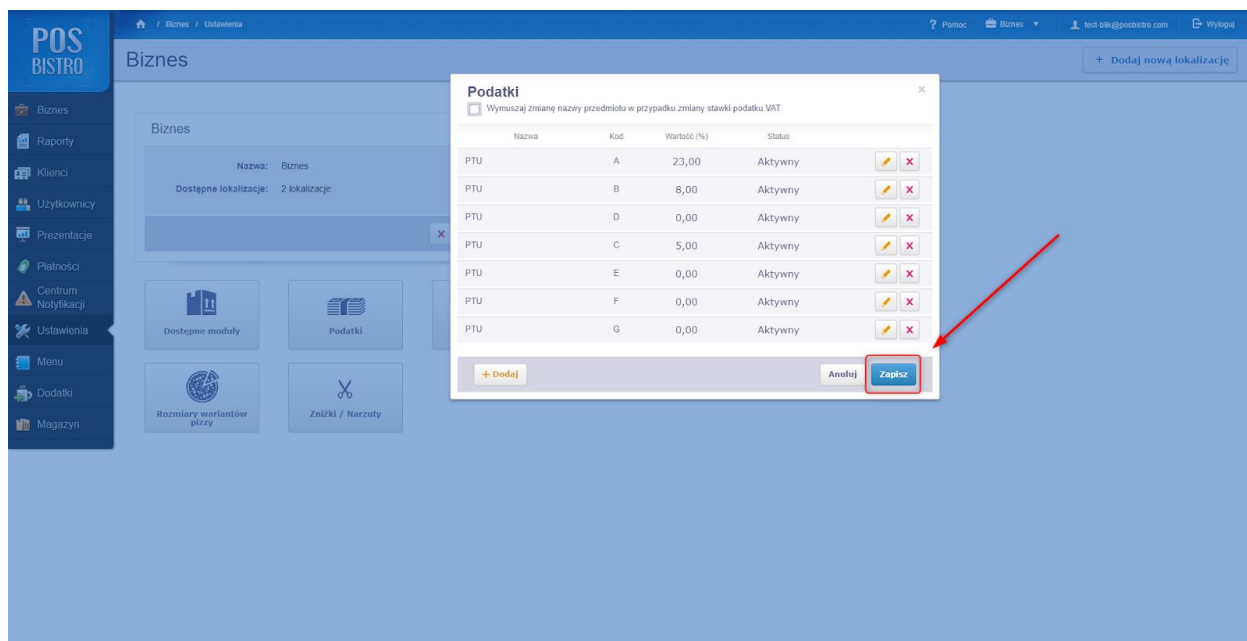 POS
BISTRO
/ Biznes / Ustawienia
? Pomoc
Biznes
test-blik@posbistro.com
Wyloguj
Biznes
+ Dodaj nową lokalizację
Biznes
Raporty
Klienci
Użytkownicy
Prezentacje
Płatności
Centrum
Notyfikacji
Ustawienia
Menu
Dodatki
Magazyn
Biznes
Nazwa: Biznes
Dostępne lokalizacje: 2 lokalizacje
x
Dostępne moduły
Podatki
Rozmiary wariantów
pizzy
Zniżki / Narzuty
Podatki
×
Wymuszaj zmianę nazwy przedmiotu w przypadku zmiany stawki podatku VAT
Nazwa Kod Wartość (%) Status
PTU A 23,00 Aktywny
PTU B 8,00 Aktywny
PTU D 0,00 Aktywny
PTU C 5,00 Aktywny
PTU E 0,00 Aktywny
PTU F 0,00 Aktywny
PTU G 0,00 Aktywny
+ Dodaj
Anuluj
Zapisz